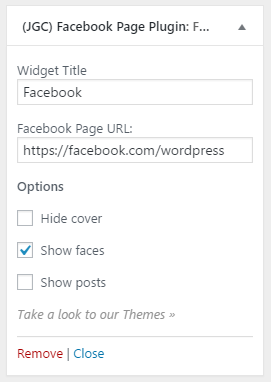 (JGC) Facebook Page Plugin: F...
Widget Title
Facebook
Facebook Page URL:
https://facebook.com/wordpress
Options
Hide cover
Show faces
Show posts
Take a look to our Themes »
Remove | Close